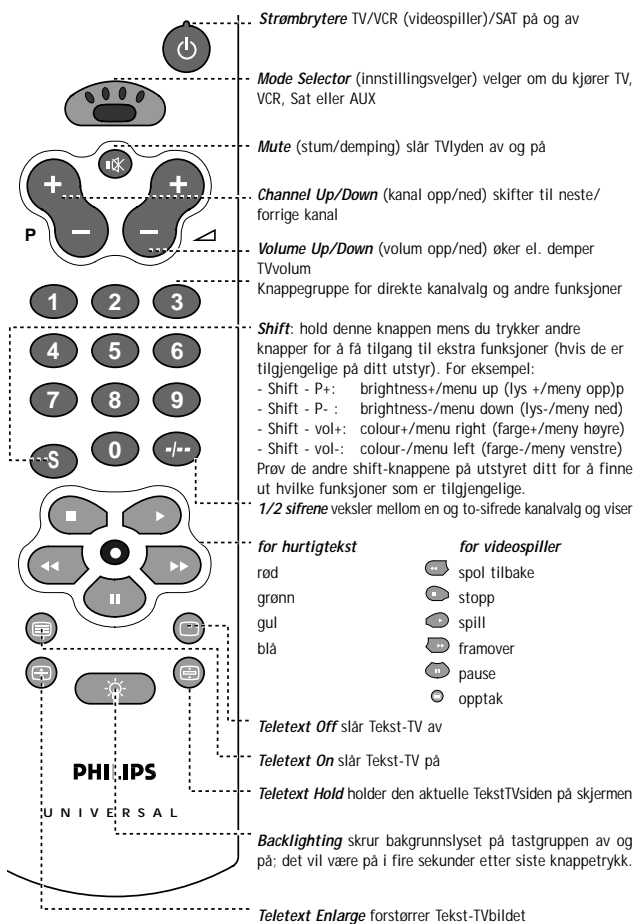 Strømbrytere TV/VCR (videospiller)/SAT på og av
Mode Selector (innstillingsvelger) velger om du kjører TV,
VCR, Sat eller AUX
Mute (stum/demping) slår TVlyden av og på
Channel Up/Down (kanal opp/ned) skifter til neste/
forrige kanal
P
Volume Up/Down (volum opp/ned) øker el. demper
TVvolum
Knappegruppe for direkte kanalvalg og andre funksjoner
1 2 3
4 5 6
7 8 9
S 0 -/--
Shift: hold denne knappen mens du trykker andre
knapper for å få tilgang til ekstra funksjoner (hvis de er
tilgjengelige på ditt utstyr). For eksempel:
- Shift - P+: brightness+/menu up (lys +/meny opp)p
- Shift - P- : brightness-/menu down (lys-/meny ned)
- Shift - vol+: colour+/menu right (farge+/meny høyre)
- Shift - vol-: colour-/menu left (farge-/meny venstre)
Prøv de andre shift-knappene på utstyret ditt for å finne
ut hvilke funksjoner som er tilgjengelige.
1/2 sifrene veksler mellom en og to-sifrede kanalvalg og viser
for hurtigtekst for videospiller
rød spol tilbake
grønn stopp
gul spill
blå framover
pause
opptak
Teletext Off slår Tekst-TV av
Teletext On slår Tekst-TV på
PHILIPS
Teletext Hold holder den aktuelle TekstTVsiden på skjermen
UNIVERSAL
Backlighting skrur bakgrunnslyset på tastgruppen av og
på; det vil være på i fire sekunder etter siste knappetrykk.
Teletext Enlarge forstørrer Tekst-TVbildet